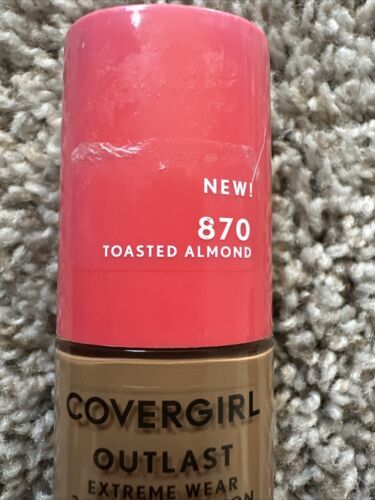 NEW!
870
TOASTED ALMOND
COVERGIRL
OUTLAST
EXTREME WEAR